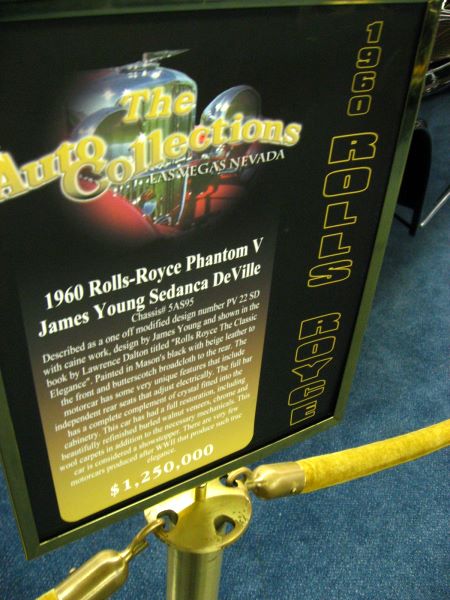 The
Auto Collections
LAS VEGAS NEVADA
1960 ROLLS ROYCE
1960 Rolls-Royce Phantom V
James Young Sedanca DeVille
Chassis# 5AS95
Described as a one off modified design number PV 22 SD
with caine work, design by James Young and shown in the
book by Lawrence Dalton titled "Rolls Royce The Classic
Elegance". Painted in Mason's black with beige leather to
the front and butterscotch broadcloth to the rear. The
motorcar has some very unique features that include
independent rear seats that adjust electrically. The full bar
has a complete compliment of crystal fitted into the
cabinetry. This car has had a full restoration, including
beautifully refinished burled walnut veneers, chrome and
wool carpets in addition to the necessary mechanicals. This
car is considered a showstopper. There are very few
motorcars produced after WWII that produce such true
elegance.
$1,250,000